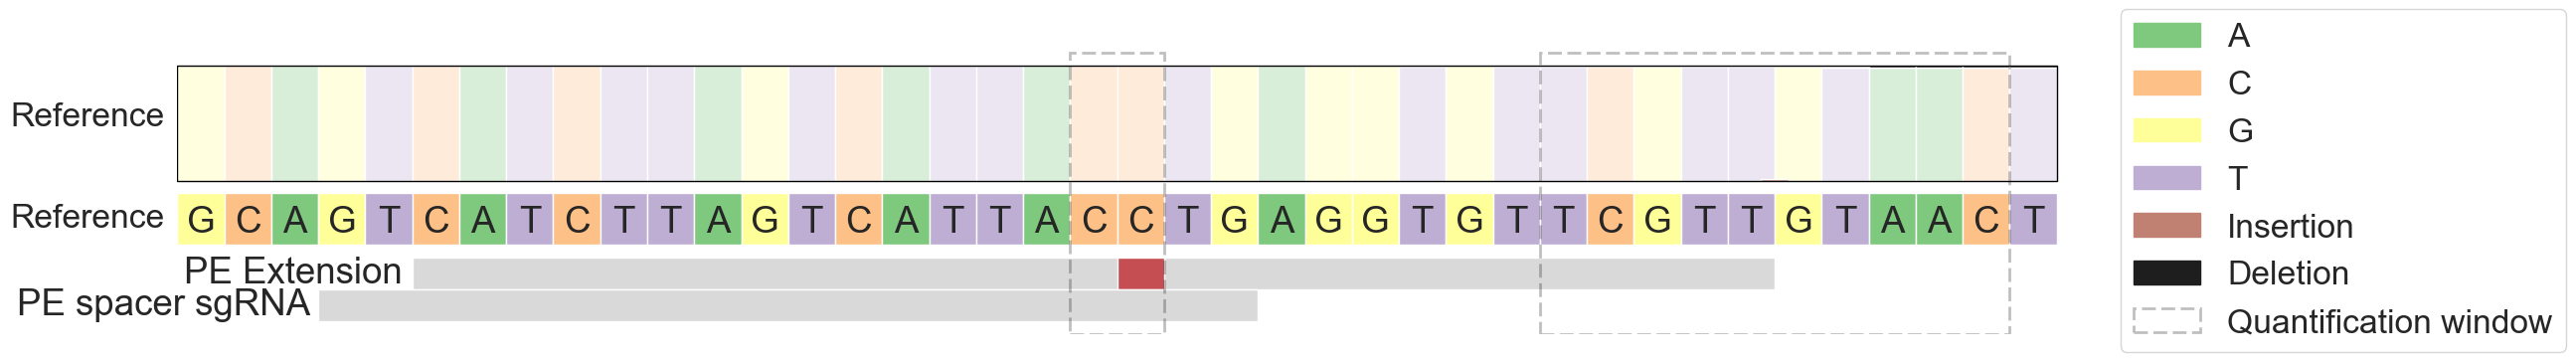 Reference
Reference G C A G T C A T C T T A G T C A T T A C C T G A G G T G T T C G T T G T A A C T
PE Extension
PE spacer sgRNA
A
C
G
T
Insertion
Deletion
Quantification window